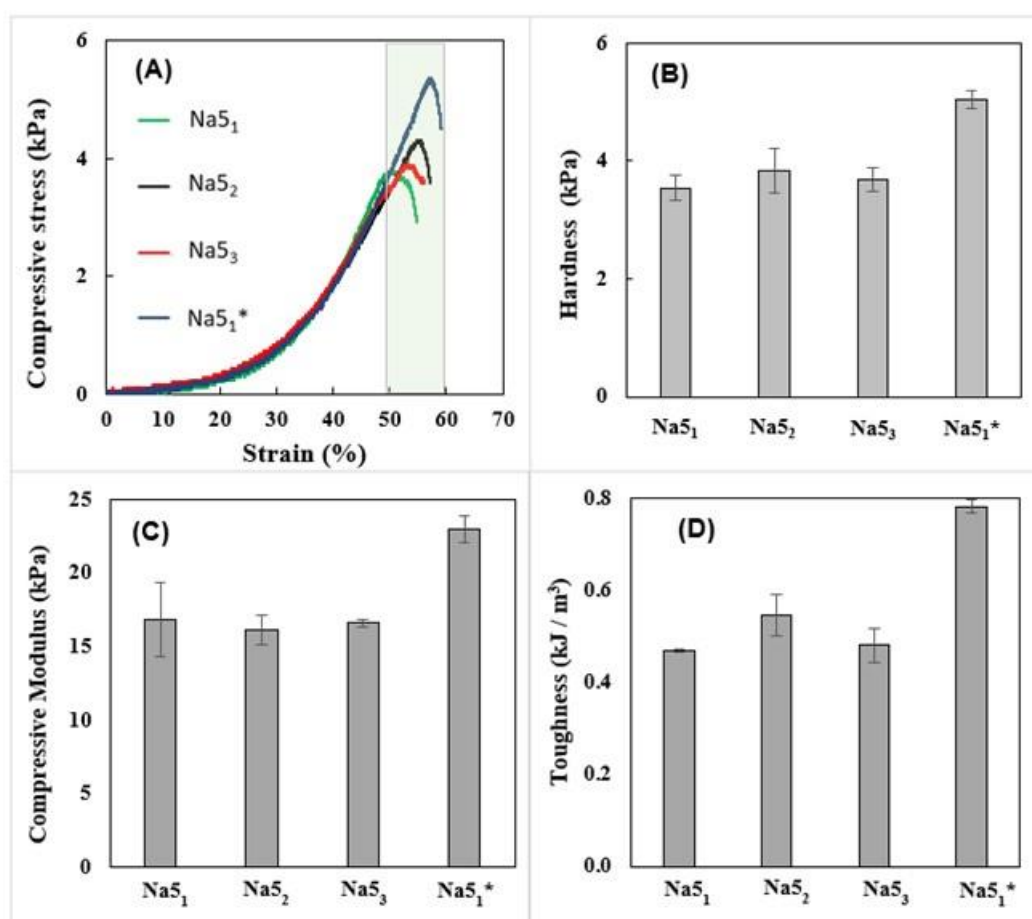 (A)
Compressive stress (kPa)
6
4
2
0
Na5₁
Na5₂
Na5₃
Na5₁*
0 10 20 30 40 50 60 70
Strain (%)
(B)
Hardness (kPa)
6
4
2
0
Na5₁ Na5₂ Na5₃ Na5₁*
(C)
Compressive Modulus (kPa)
25
20
15
10
5
0
Na5₁ Na5₂ Na5₃ Na5₁*
(D)
Toughness (kJ / m³)
0.8
0.6
0.4
0.2
0.0
Na5₁ Na5₂ Na5₃ Na5₁*